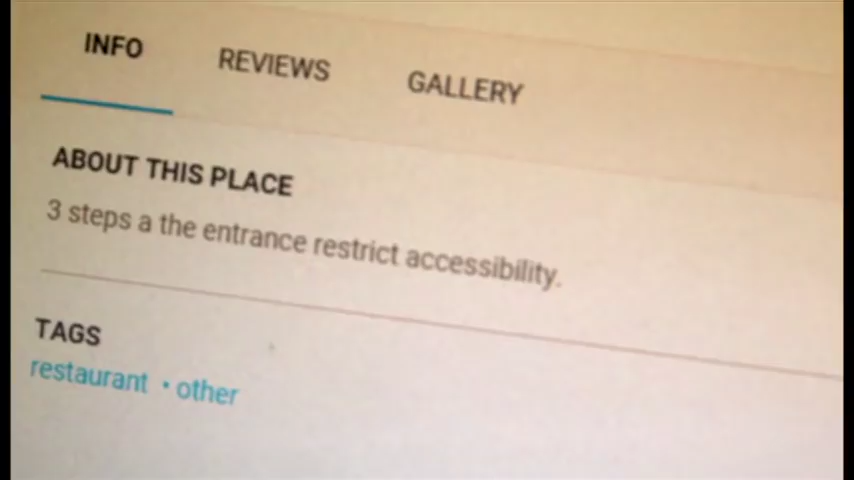 INFO REVIEWS GALLERY
ABOUT THIS PLACE
3 steps a the entrance restrict accessibility.
TAGS
restaurant • other